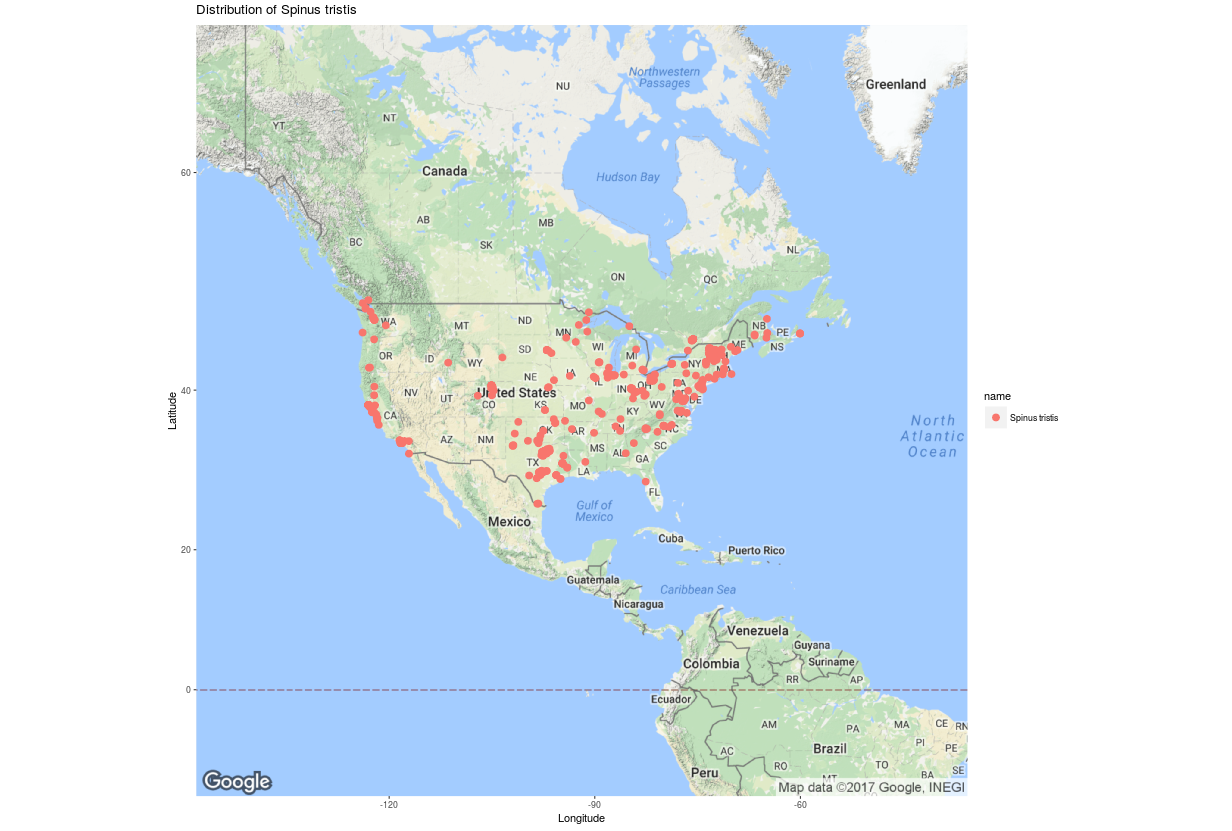 Distribution of Spinus tristis
Greenland
Northwestern
Passages
NU
NT
YT
60
Canada
Hudson Bay
AB
MB
BC
SK
NL
ON
QC
WA
MT
ND
MN
NB
PE
ME
NS
OR
ID
WY
SD
WI
MI
NY
MA
Latitude
40
NV
UT
United States
CO
NE
IA
IL
IN
OH
PA
DE
name
Spinus tristis
CA
KS
MO
KY
WV
NC
AZ
NM
OK
AR
MS
AL
GA
SC
TX
LA
FL
North
Atlantic
Ocean
Gulf of
Mexico
Mexico
20
Cuba
Puerto Rico
Guatemala
Caribbean Sea
Nicaragua
Venezuela
Guyana
Suriname
Colombia
RR
AP
0
Ecuador
AM
PA
MA
CE
RN
PI
PE
AC
Brazil
TO
RO
BA
SE
Peru
MT
Google
Map data ©2017 Google, INEGI
-120
-90
-60
Longitude